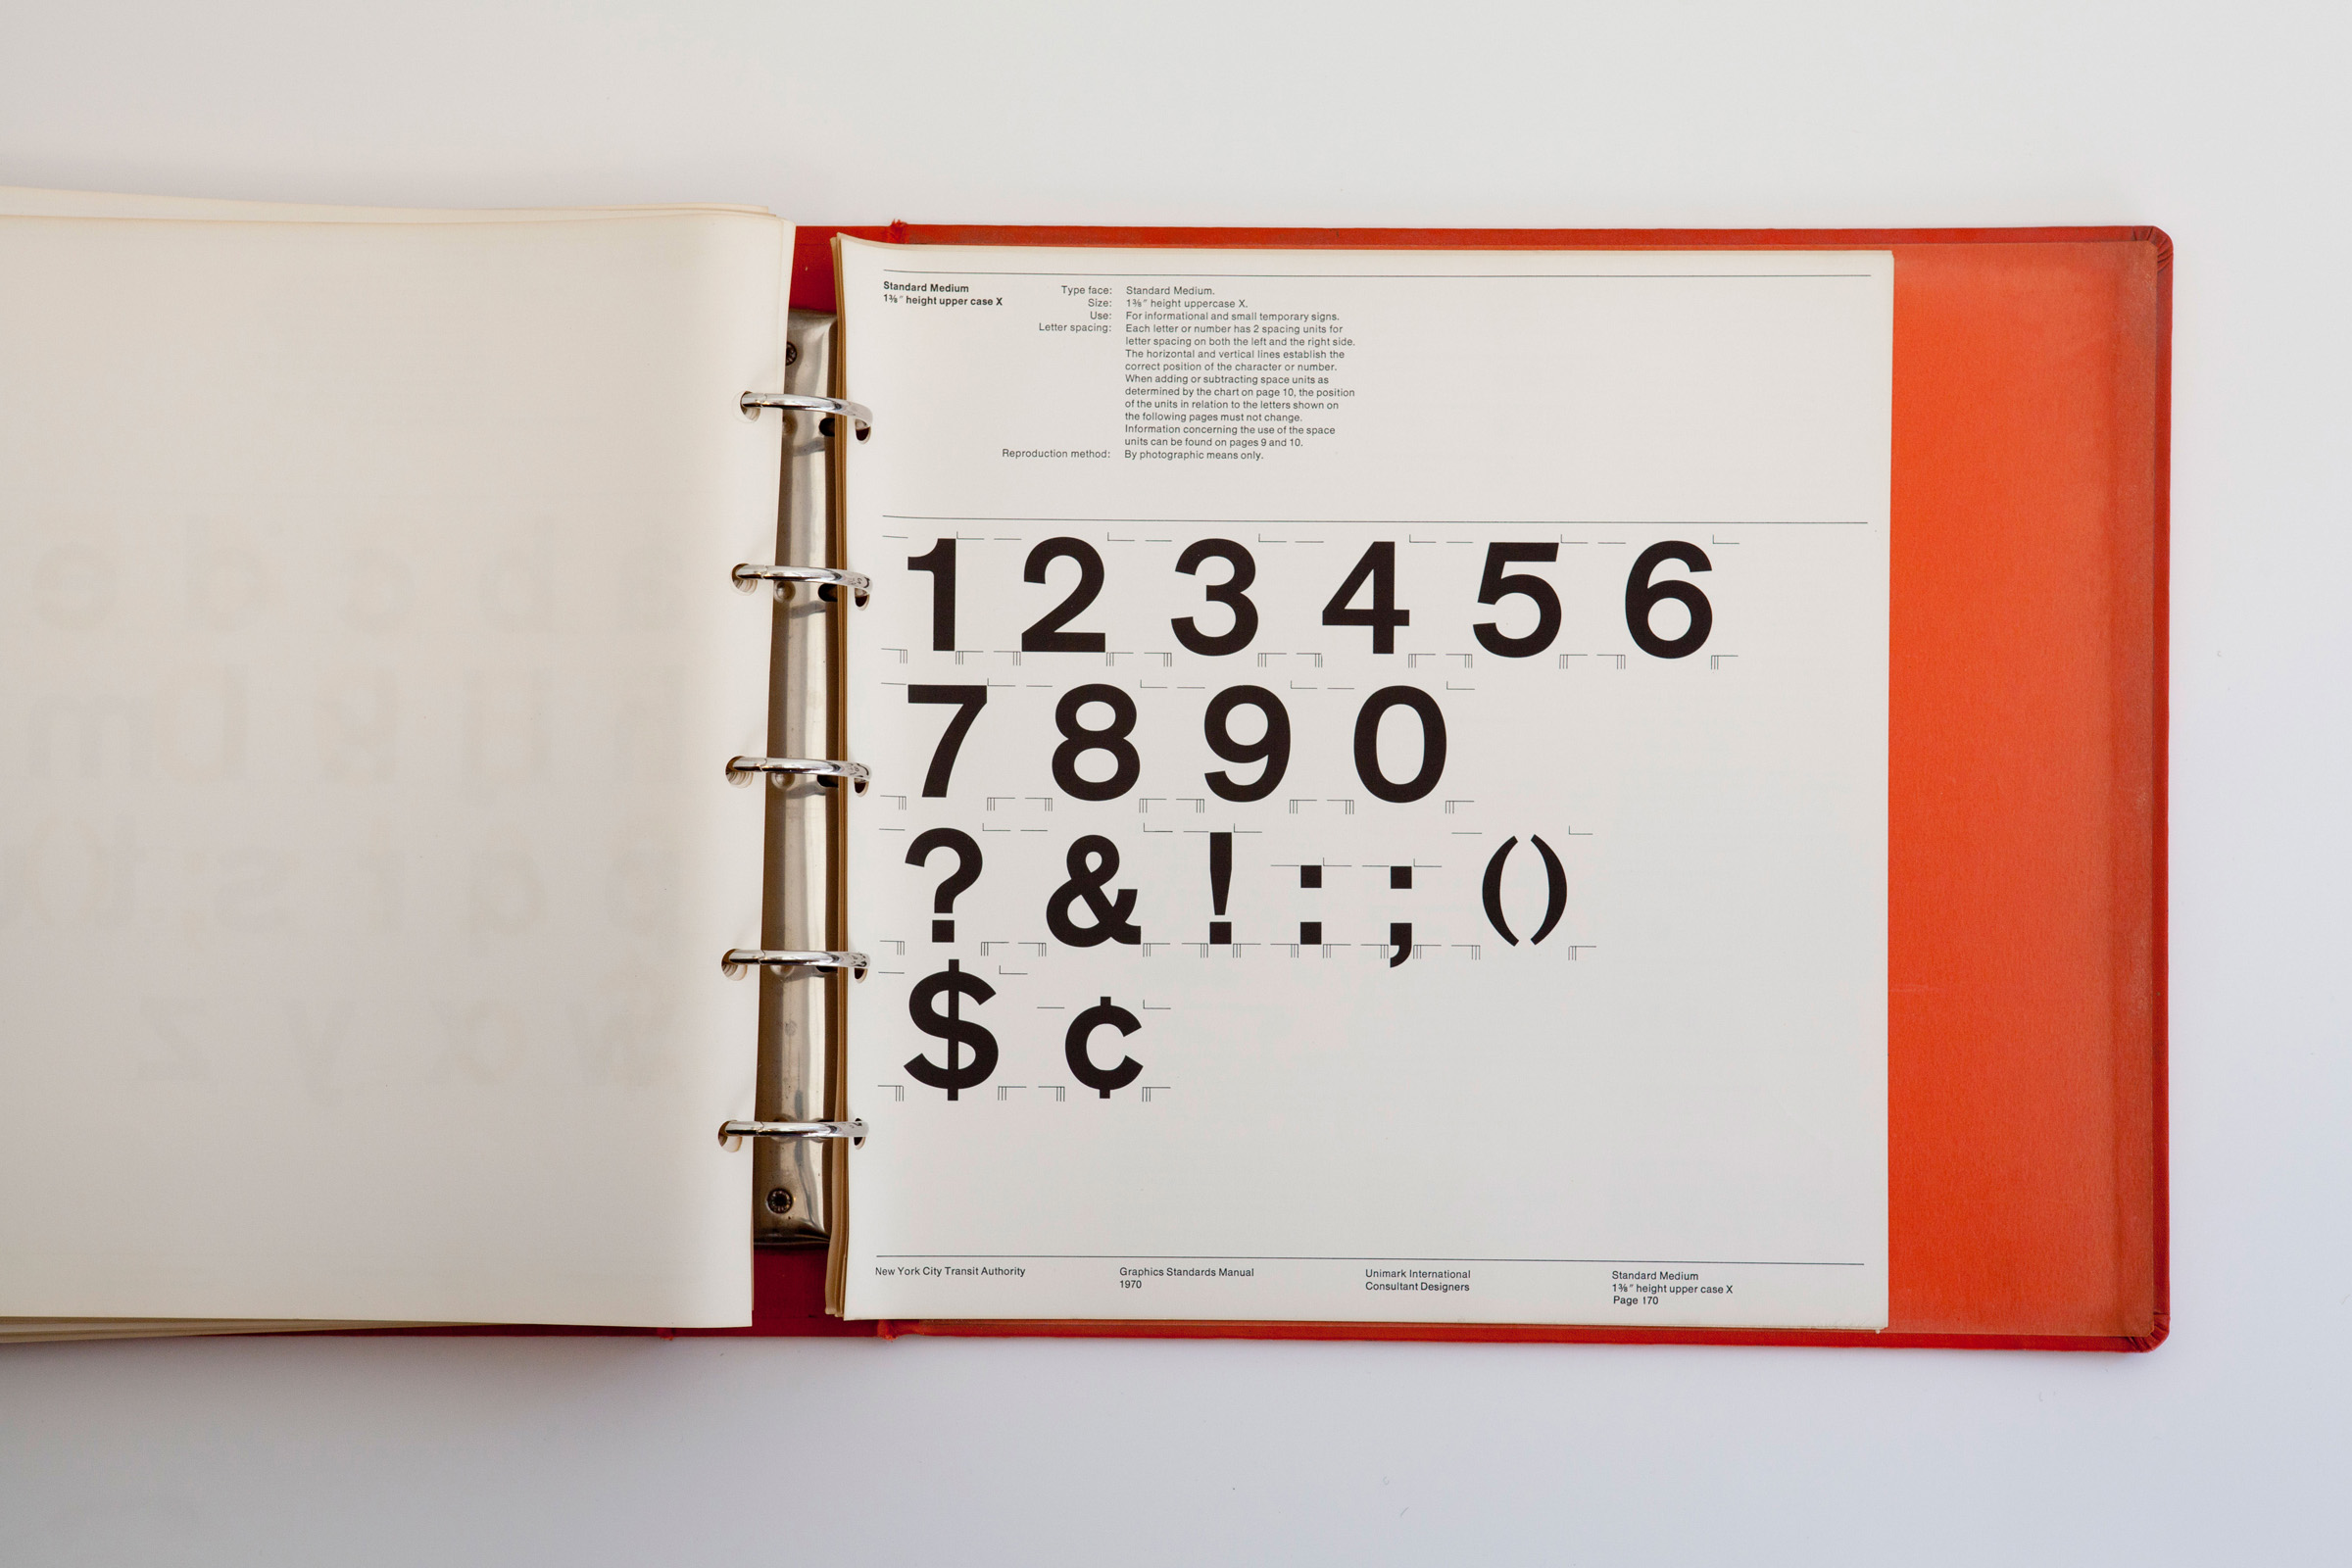 Standard Medium
1⅜″ height upper case X
Type face: Standard Medium.
Size: 1⅜″ height uppercase X.
Use: For informational and small temporary signs.
Letter spacing: Each letter or number has 2 spacing units for
letter spacing on both the left and the right side.
The horizontal and vertical lines establish the
correct position of the character or number.
When adding or subtracting space units as
determined by the chart on page 10, the position
of the units in relation to the letters shown on
the following pages must not change.
Information concerning the use of the space
units can be found on pages 9 and 10.
Reproduction method: By photographic means only.
1 2 3 4 5 6
7 8 9 0
? & ! : ; ()
$ ¢
New York City Transit Authority
Graphics Standards Manual
1970
Unimark International
Consultant Designers
Standard Medium
1⅜″ height upper case X
Page 170